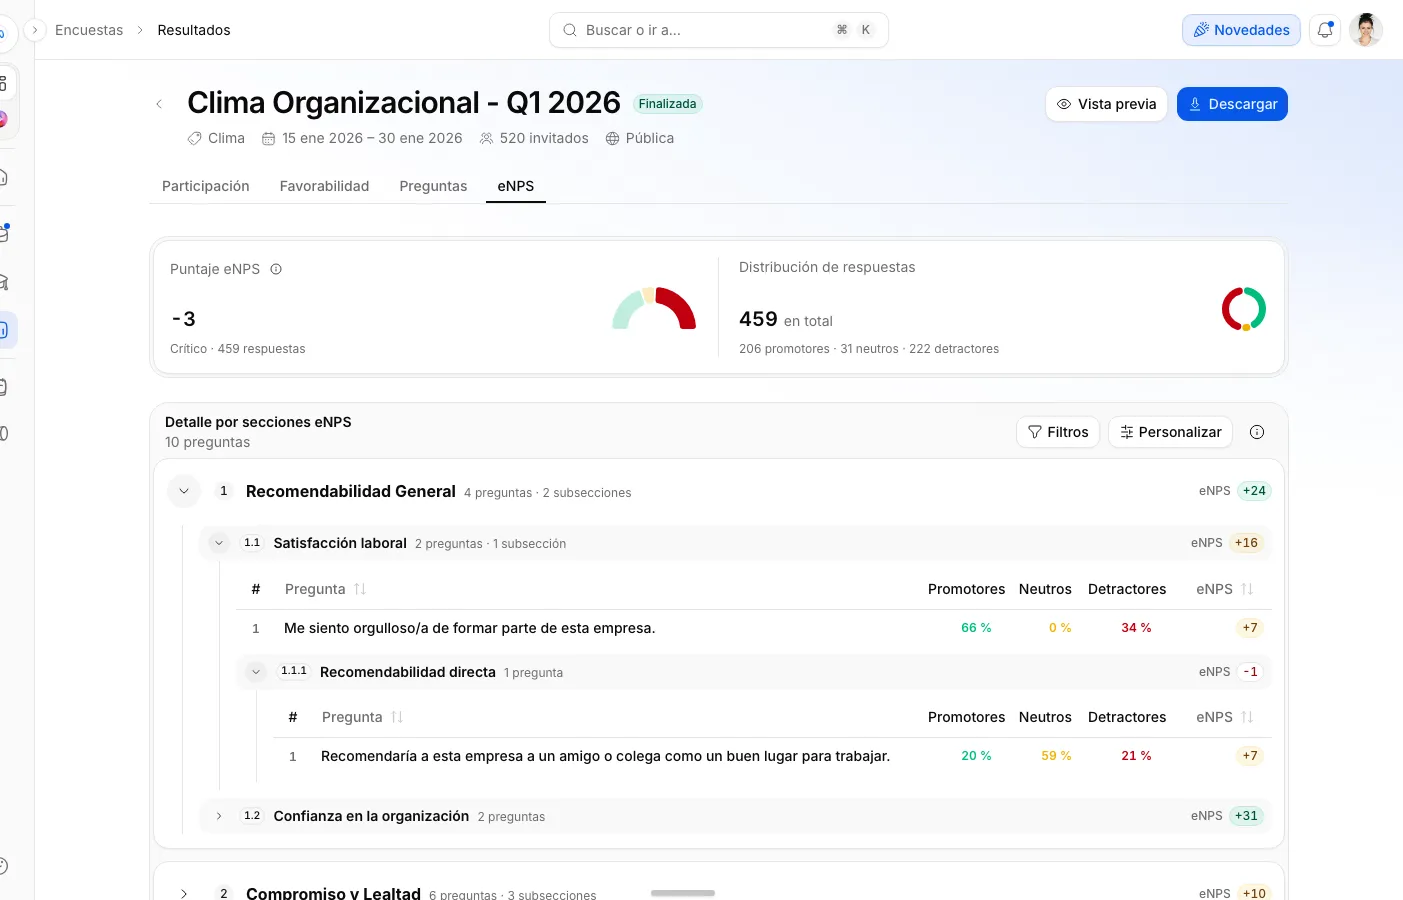 Encuestas > Resultados
Buscar o ir a... ⌘ K
Novedades
Clima Organizacional - Q1 2026 Finalizada
Vista previa Descargar
Clima 15 ene 2026 – 30 ene 2026 520 invitados Pública
Participación Favorabilidad Preguntas eNPS
Puntaje eNPS
-3
Crítico · 459 respuestas
Distribución de respuestas
459 en total
206 promotores · 31 neutros · 222 detractores
Detalle por secciones eNPS
10 preguntas
Filtros Personalizar
1 Recomendabilidad General 4 preguntas · 2 subsecciones eNPS +24
1.1 Satisfacción laboral 2 preguntas · 1 subsección eNPS +16
# Pregunta Promotores Neutros Detractores eNPS
1 Me siento orgulloso/a de formar parte de esta empresa. 66 % 0 % 34 % +7
1.1.1 Recomendabilidad directa 1 pregunta eNPS -1
# Pregunta Promotores Neutros Detractores eNPS
1 Recomendaría a esta empresa a un amigo o colega como un buen lugar para trabajar. 20 % 59 % 21 % +7
1.2 Confianza en la organización 2 preguntas eNPS +31
2 Compromiso y Lealtad 6 preguntas · 3 subsecciones eNPS +10